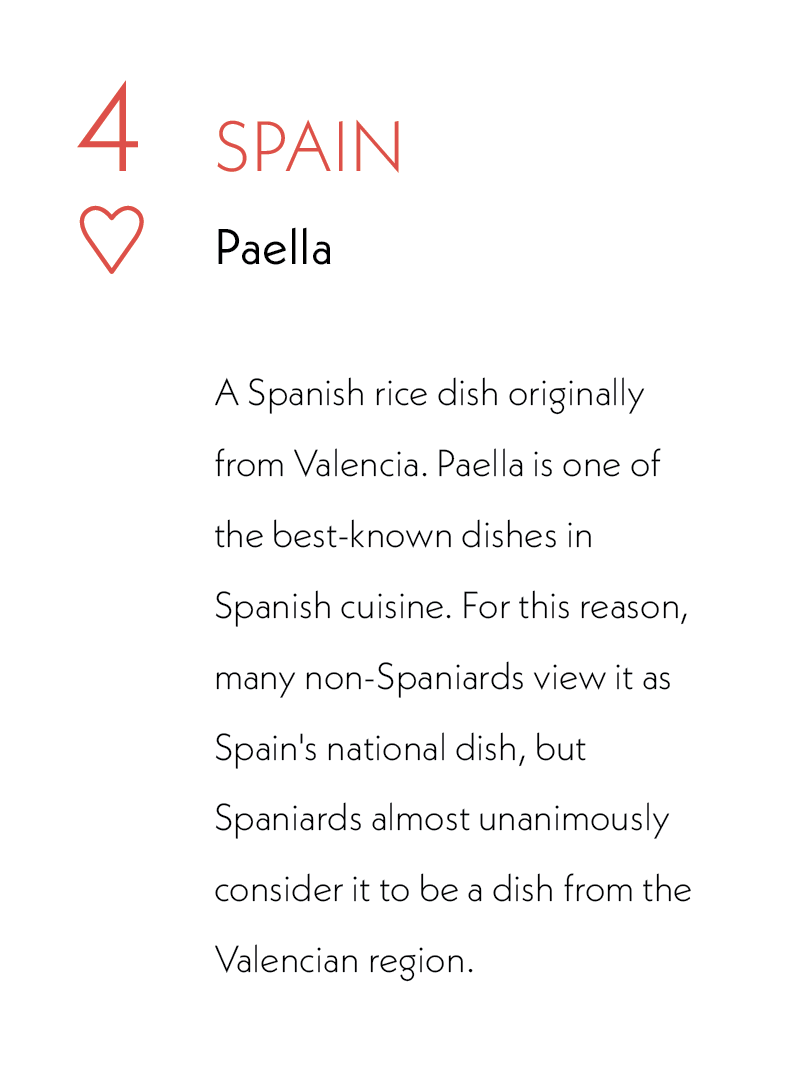 4
SPAIN
Paella
A Spanish rice dish originally
from Valencia. Paella is one of
the best-known dishes in
Spanish cuisine. For this reason,
many non-Spaniards view it as
Spain's national dish, but
Spaniards almost unanimously
consider it to be a dish from the
Valencian region.